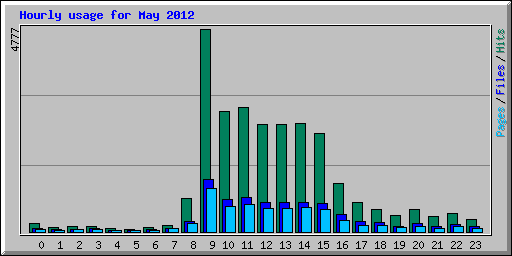 Hourly usage for May 2012
4777
Pages / Files / Hits
0 1 2 3 4 5 6 7 8 9 10 11 12 13 14 15 16 17 18 19 20 21 22 23